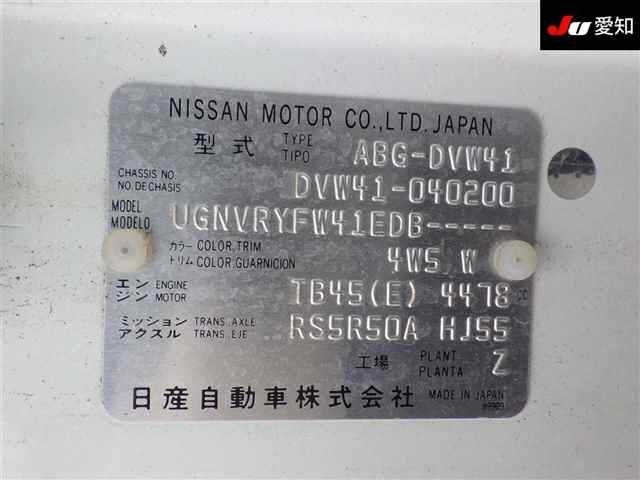 JU 愛知
NISSAN MOTOR CO.,LTD. JAPAN
型式 TYPE TIPO ABG-DVW41
CHASSIS NO. NO. DE CHASIS DVW41-040200
MODEL MODELO UGNVRYFW41EDB-----
カラー COLOR,TRIM
トリム COLOR,GUARNICION 4W5 W
エンジン ENGINE MOTOR TB45(E) 4478 CC
ミッション TRANS. AXLE RS5R50A HJ55
アクスル TRANS. EJE
工場 PLANT PLANTA Z
日産自動車株式会社 MADE IN JAPAN